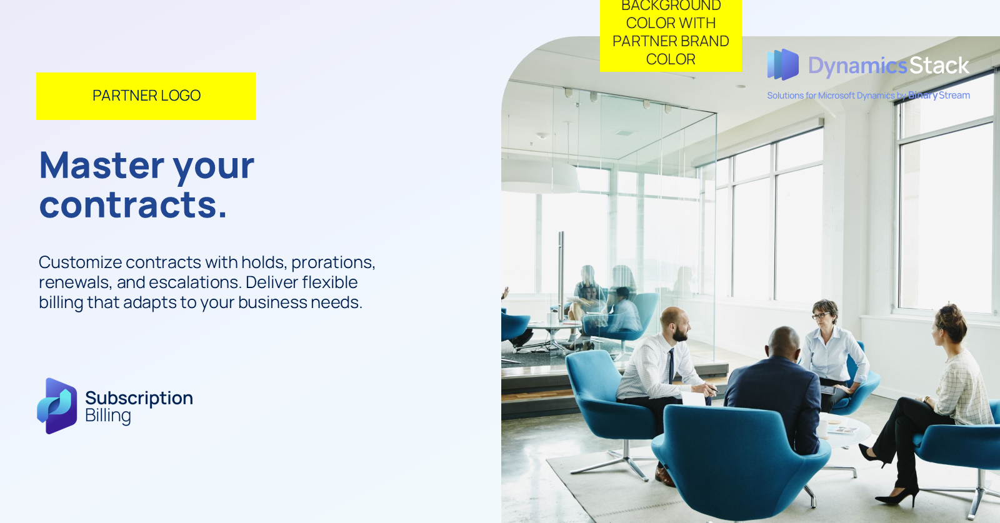 BACKGROUND
COLOR WITH
PARTNER BRAND
COLOR
PARTNER LOGO
DynamicsStack
Solutions for Microsoft Dynamics by BinaryStream
Master your
contracts.
Customize contracts with holds, prorations,
renewals, and escalations. Deliver flexible
billing that adapts to your business needs.
Subscription
Billing